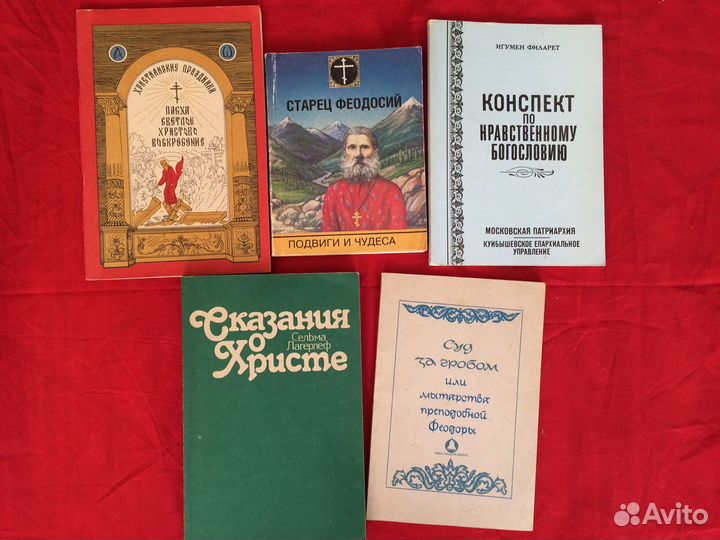 А
Ω
ХРИСТИАНСКИЕ ПРАЗДНИКИ
ПАСХА
СВЕТЛОЕ
ХРИСТОВО
ВОСКРЕСЕНИЕ
СТАРЕЦ ФЕОДОСИЙ
ПОДВИГИ И ЧУДЕСА
ИГУМЕН ФИЛАРЕТ
КОНСПЕКТ
ПО
НРАВСТВЕННОМУ
БОГОСЛОВИЮ
МОСКОВСКАЯ ПАТРИАРХИЯ
КУЙБЫШЕВСКОЕ ЕПАРХИАЛЬНОЕ
УПРАВЛЕНИЕ
Сказания
о
Христе
Сельма
Лагерлеф
Суд
за гробом
или
мытарства
преподобной
Феодоры
Avito